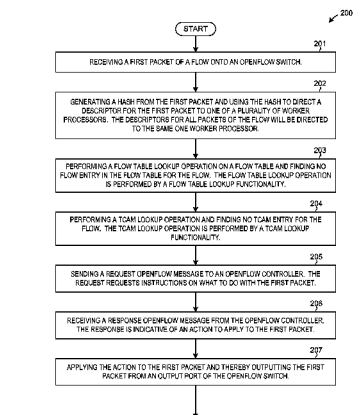 200
START
201
RECEIVING A FIRST PACKET OF A FLOW ONTO AN OPENFLOW SWITCH.
202
GENERATING A HASH FROM THE FIRST PACKET AND USING THE HASH TO DIRECT A
DESCRIPTOR FOR THE FIRST PACKET TO ONE OF A PLURALITY OF WORKER
PROCESSORS. THE DESCRIPTORS FOR ALL PACKETS OF THE FLOW WILL BE DIRECTED
TO THE SAME ONE WORKER PROCESSOR.
203
PERFORMING A FLOW TABLE LOOKUP OPERATION ON A FLOW TABLE AND FINDING NO
FLOW ENTRY IN THE FLOW TABLE FOR THE FLOW. THE FLOW TABLE LOOKUP OPERATION
IS PERFORMED BY A FLOW TABLE LOOKUP FUNCTIONALITY.
204
PERFORMING A TCAM LOOKUP OPERATION AND FINDING NO TCAM ENTRY FOR THE
FLOW. THE TCAM LOOKUP OPERATION IS PERFORMED BY A TCAM LOOKUP
FUNCTIONALITY.
205
SENDING A REQUEST OPENFLOW MESSAGE TO AN OPENFLOW CONTROLLER. THE
REQUEST REQUESTS INSTRUCTIONS ON WHAT TO DO WITH THE FIRST PACKET.
206
RECEIVING A RESPONSE OPENFLOW MESSAGE FROM THE OPENFLOW CONTROLLER.
THE RESPONSE IS INDICATIVE OF AN ACTION TO APPLY TO THE FIRST PACKET.
207
APPLYING THE ACTION TO THE FIRST PACKET AND THEREBY OUTPUTTING THE FIRST
PACKET FROM AN OUTPUT PORT OF THE OPENFLOW SWITCH.